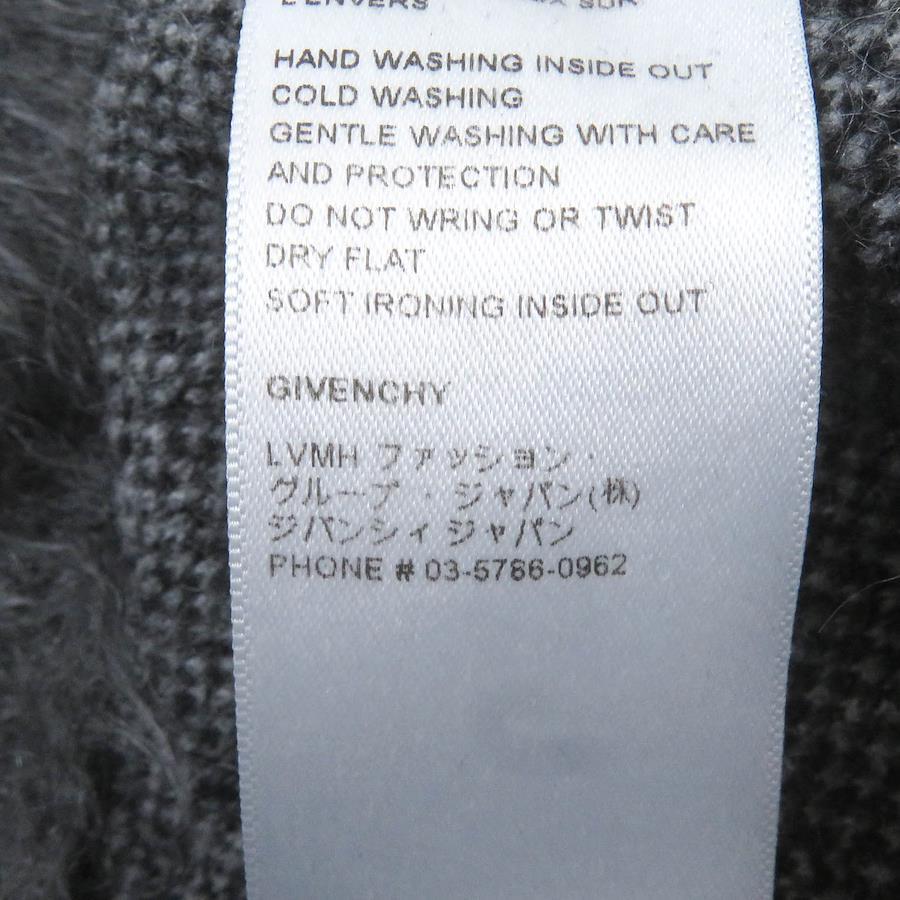 L'ENVERS SUR
HAND WASHING INSIDE OUT
COLD WASHING
GENTLE WASHING WITH CARE
AND PROTECTION
DO NOT WRING OR TWIST
DRY FLAT
SOFT IRONING INSIDE OUT
GIVENCHY
LVMH ファッション・
グループ・ジャパン(株)
ジバンシィ ジャパン
PHONE # 03-5786-0962